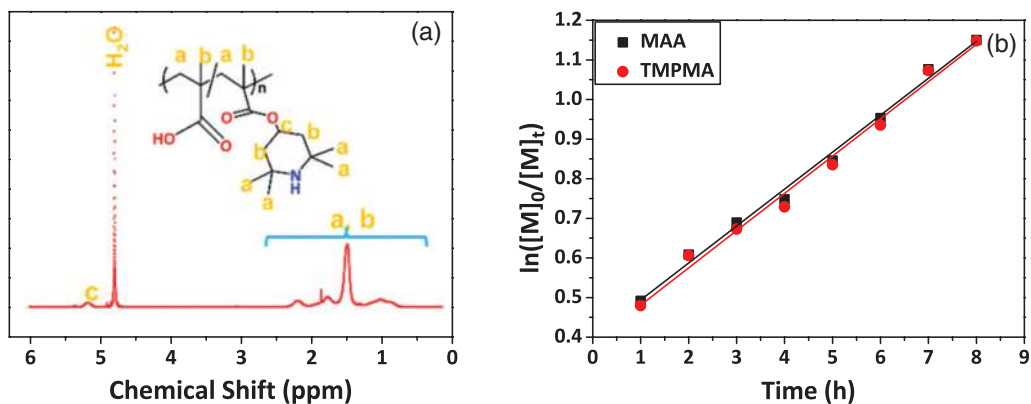 (a)
H₂O
a b a b
n
O
O
HO
O
c
b
b
a
a
N
H
a
a
a, b
c
6 5 4 3 2 1 0
Chemical Shift (ppm)
(b)
MAA
TMPMA
1.2
1.1
1.0
0.9
0.8
0.7
0.6
0.5
0.4
ln([M]₀/[M]ₜ)
0 1 2 3 4 5 6 7 8 9
Time (h)